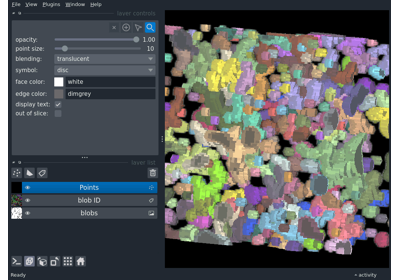 File View Plugins Window Help
layer controls
opacity: 1.00
point size: 10
blending: translucent
symbol: disc
face color: white
edge color: dimgrey
display text:
out of slice:
layer list
Points
blob ID
blobs
Ready
activity